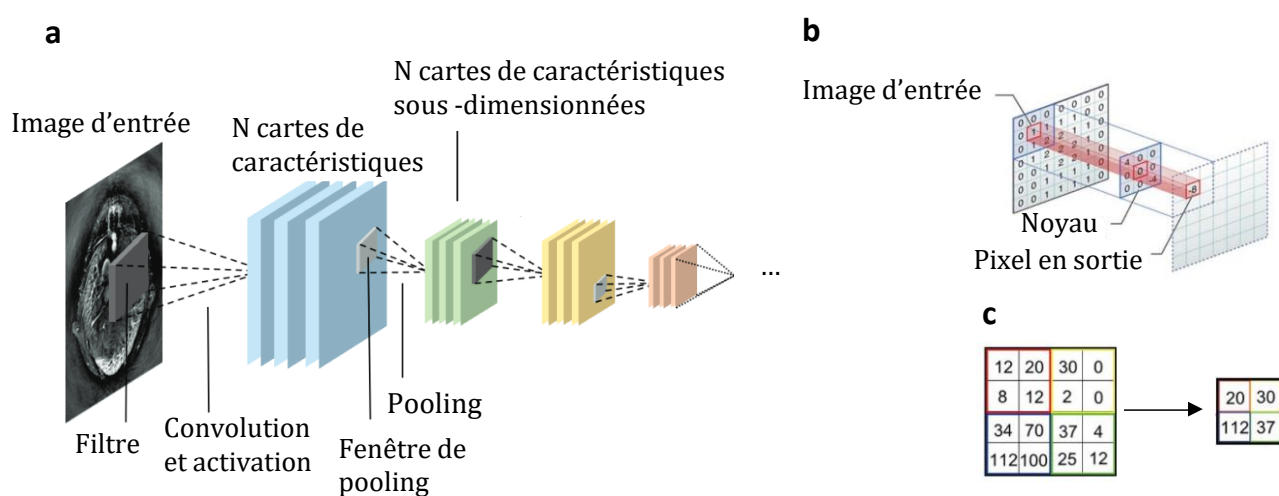 a
Image d'entrée
N cartes de
caractéristiques
N cartes de caractéristiques
sous -dimensionnées
...
Filtre
Convolution
et activation
Pooling
Fenêtre de
pooling
b
Image d'entrée
Noyau
Pixel en sortie
-8
c
12 20 30 0
8 12 2 0
34 70 37 4
112 100 25 12
20 30
112 37